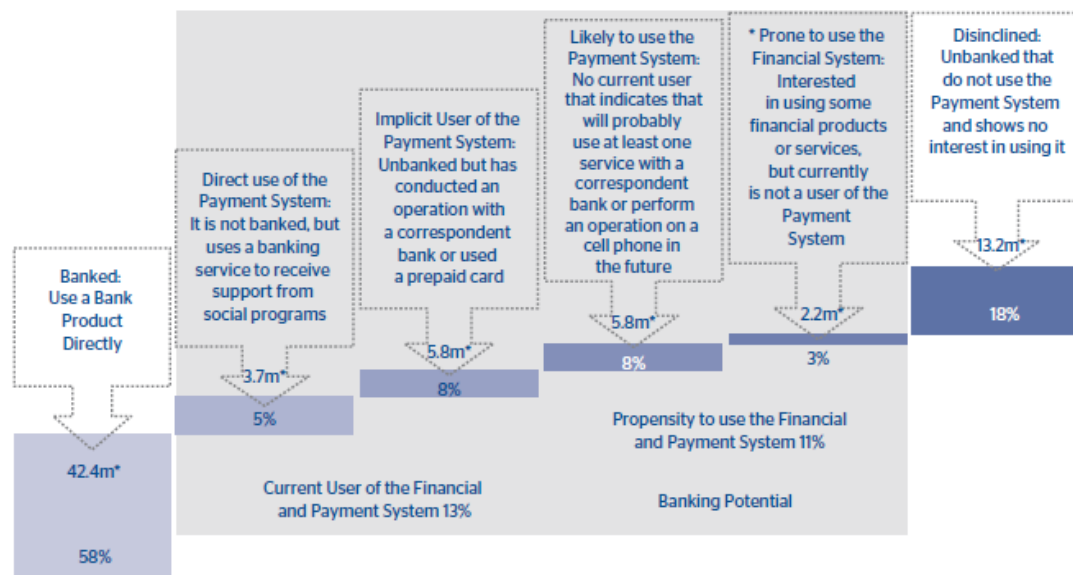 Banked:
Use a Bank
Product
Directly
42.4m*
58%
Direct use of the
Payment System:
It is not banked, but
uses a banking
service to receive
support from
social programs
3.7m*
5%
Implicit User of the
Payment System:
Unbanked but has
conducted an
operation with
a correspondent
bank or used
a prepaid card
5.8m*
8%
Likely to use the
Payment System:
No current user
that indicates that
will probably
use at least one
service with a
correspondent
bank or perform
an operation on a
cell phone in
the future
5.8m*
8%
* Prone to use the
Financial System:
Interested
in using some
financial products
or services,
but currently
is not a user of the
Payment
System
2.2m*
3%
Disinclined:
Unbanked that
do not use the
Payment System
and shows no
interest in using it
13.2m*
18%
Current User of the Financial
and Payment System 13%
Propensity to use the Financial
and Payment System 11%
Banking Potential